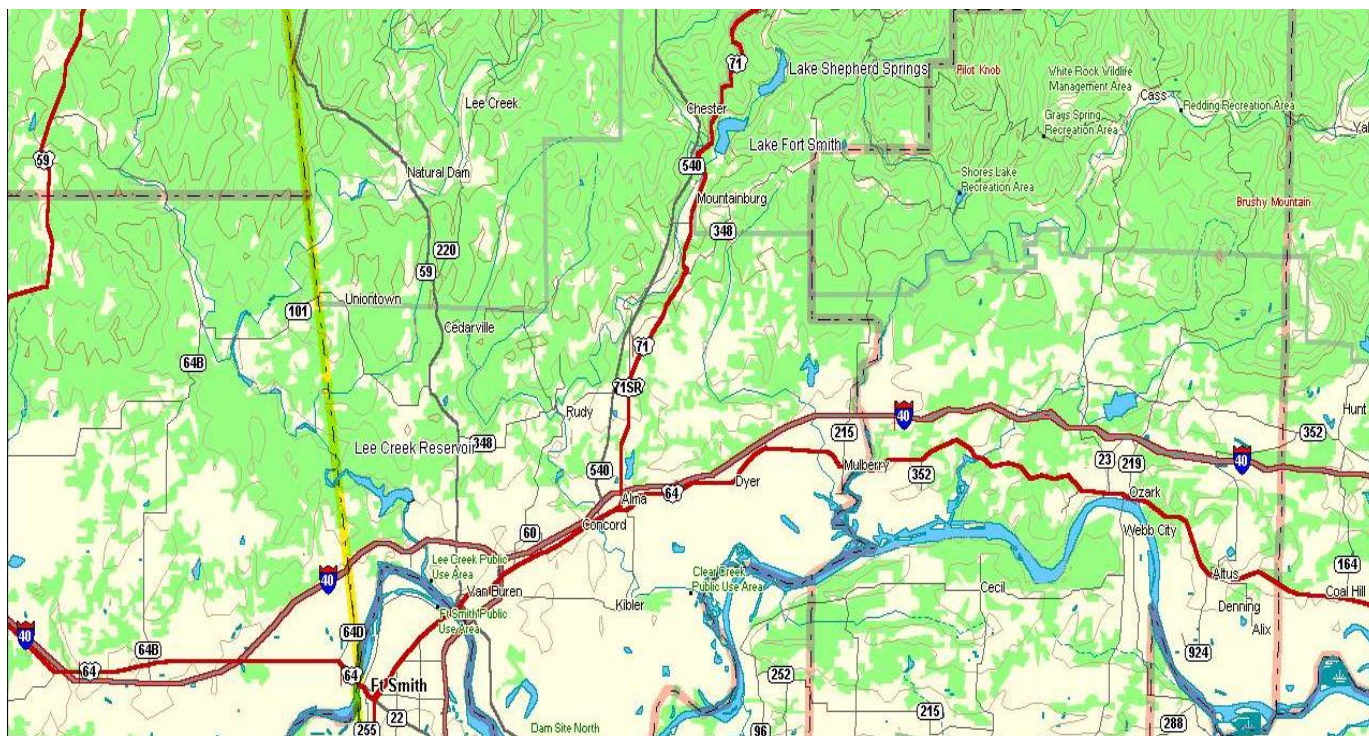 71
Lake Shepherd Springs
Pilot Knob
White Rock Wildlife
Management Area
Cass
Redding Recreation Area
Lee Creek
Chester
Grays Spring
Recreation Area
Lake Fort Smith
59
540
Natural Dam
Shores Lake
Recreation Area
Mountainburg
Brushy Mountain
348
220
59
Uniontown
101
Cedarville
71
64B
71SR
Rudy
40
Hunt
Lee Creek Reservoir
348
215
352
540
Mulberry
352
23
219
40
Dyer
64
Alma
Ozark
Concord
60
Webb City
Lee Creek Public
Use Area
Clear Creek
Public Use Area
164
40
Van Buren
Cecil
Altus
Coal Hill
Kibler
Ft Smith Public
Use Area
Denning
40
64D
Alix
64B
924
64
64
252
Ft Smith
22
215
255
Dam Site North
96
288